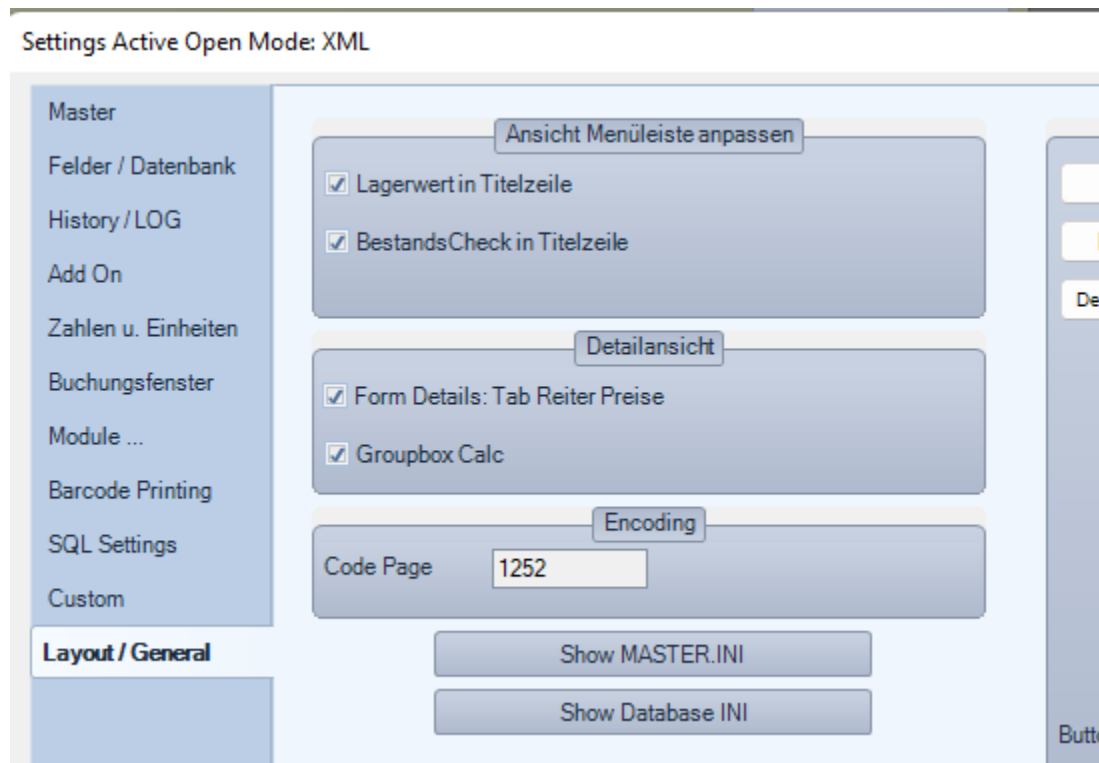 Settings Active Open Mode: XML
Master
Felder / Datenbank
History / LOG
Add On
Zahlen u. Einheiten
Buchungsfenster
Module ...
Barcode Printing
SQL Settings
Custom
Layout / General
Ansicht Menüleiste anpassen
Lagerwert in Titelzeile
BestandsCheck in Titelzeile
Detailansicht
Form Details: Tab Reiter Preise
Groupbox Calc
Encoding
Code Page 1252
Show MASTER.INI
Show Database INI
De
Butt